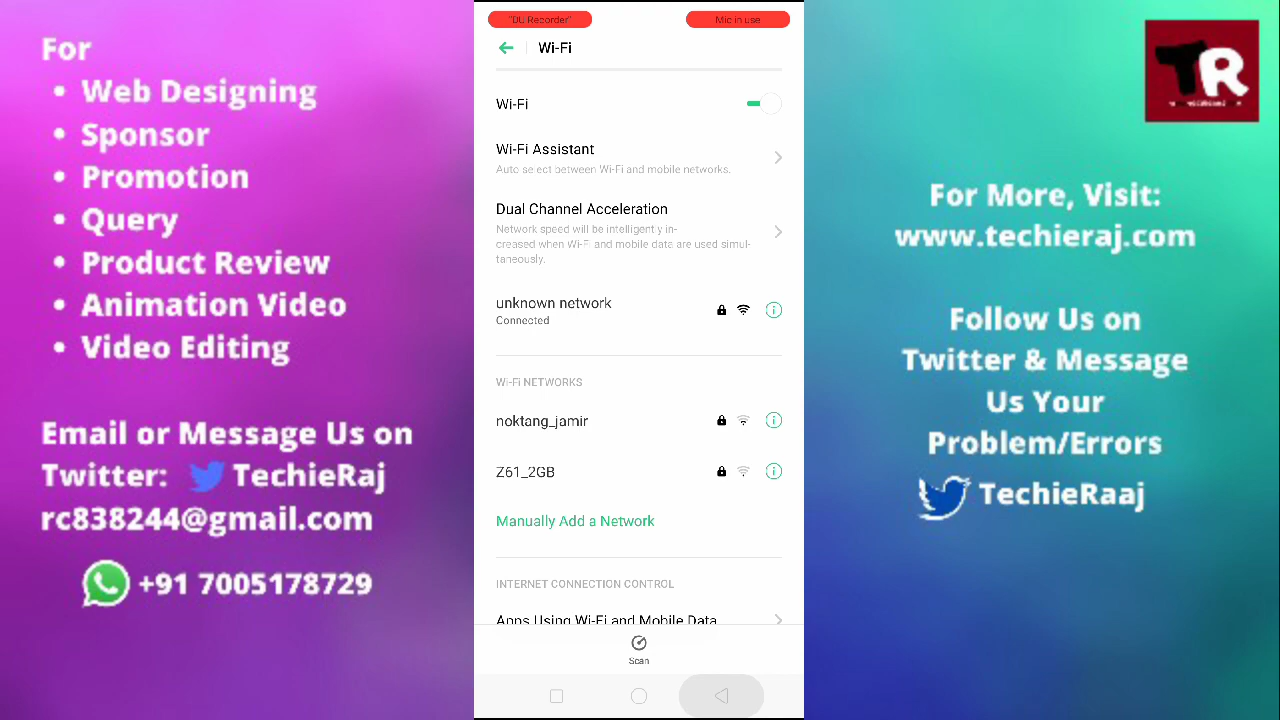 For
• Web Designing
• Sponsor
• Promotion
• Query
• Product Review
• Animation Video
• Video Editing
Email or Message Us on
Twitter: TechieRaj
rc838244@gmail.com
+91 7005178729
"DU Recorder"
Mic in use
Wi-Fi
Wi-Fi
Wi-Fi Assistant
Auto select between Wi-Fi and mobile networks.
Dual Channel Acceleration
Network speed will be intelligently in-
creased when Wi-Fi and mobile data are used simul-
taneously.
unknown network
Connected
Wi-Fi NETWORKS
noktang_jamir
Z61_2GB
Manually Add a Network
INTERNET CONNECTION CONTROL
Apps Using Wi-Fi and Mobile Data
Scan
TR
For More, Visit:
www.techieraj.com
Follow Us on
Twitter & Message
Us Your
Problem/Errors
TechieRaaj